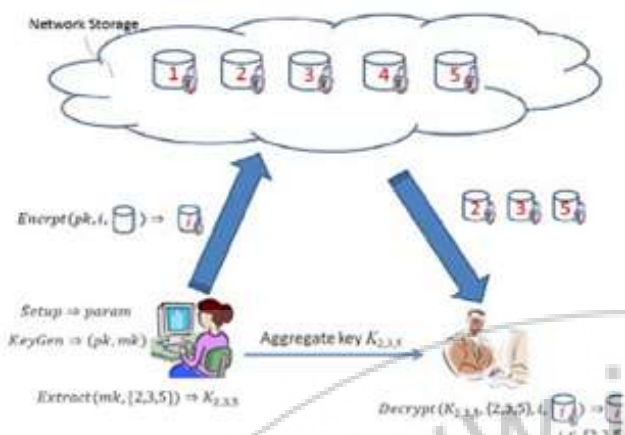 Network Storage
1 2 3 4 5
Encrpt(pk, i, ) ⇒ i
2 3 5
Setup ⇒ param
KeyGen ⇒ (pk, mk)
Aggregate key K2,3,5
Extract(mk, {2,3,5}) ⇒ K2,3,5
Decrypt(K2,3,5, {2,3,5}, i, i) ⇒ i